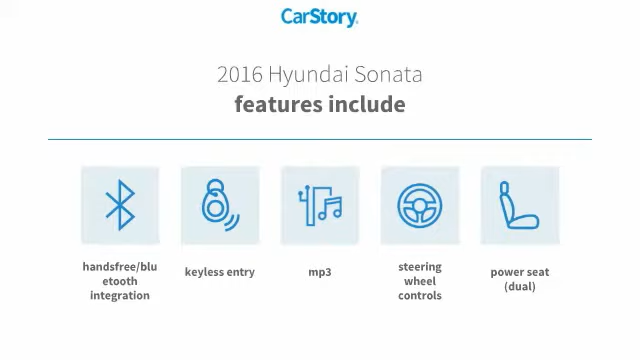 CarStory
2016 Hyundai Sonata
features include
handsfree/blu
etooth
integration
keyless entry
mp3
steering
wheel
controls
power seat
(dual)